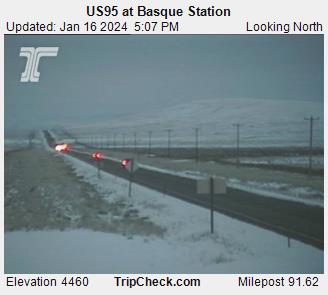 US95 at Basque Station
Updated: Jan 16 2024 5:07 PM Looking North
Elevation 4460 TripCheck.com Milepost 91.62